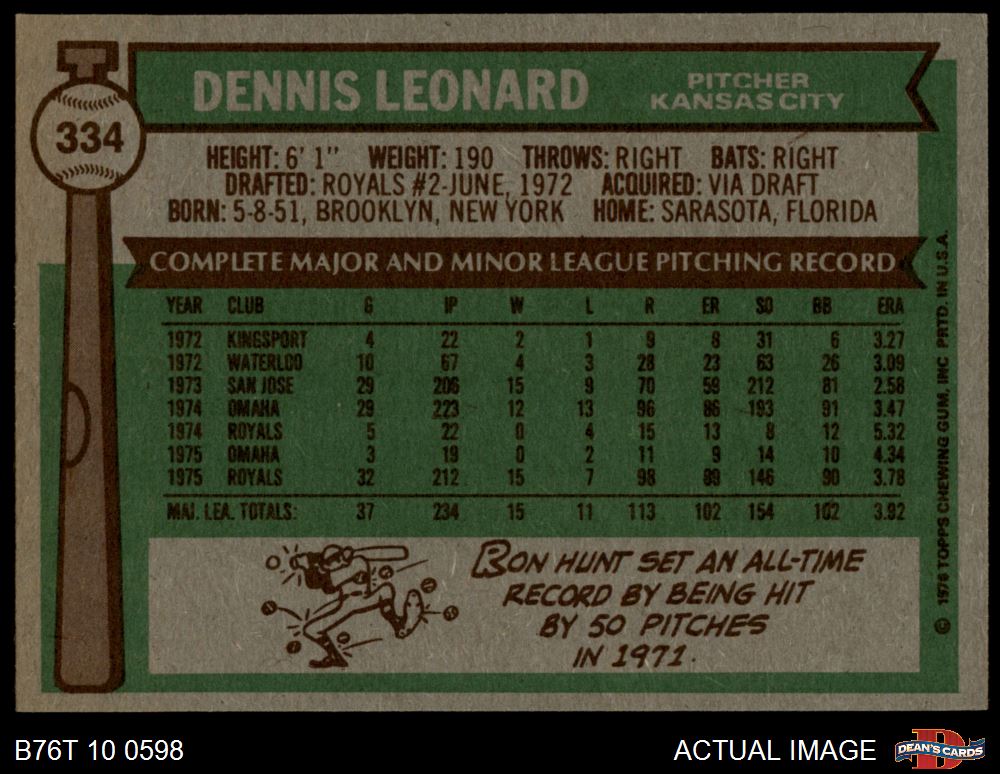 DENNIS LEONARD
PITCHER
KANSAS CITY
334
HEIGHT: 6' 1" WEIGHT: 190 THROWS: RIGHT BATS: RIGHT
DRAFTED: ROYALS #2-JUNE, 1972 ACQUIRED: VIA DRAFT
BORN: 5-8-51, BROOKLYN, NEW YORK HOME: SARASOTA, FLORIDA
COMPLETE MAJOR AND MINOR LEAGUE PITCHING RECORD
YEAR CLUB G IP W L R ER SO BB ERA
1972 KINGSPORT 4 22 2 1 9 8 31 6 3.27
1972 WATERLOO 10 67 4 3 28 23 63 26 3.09
1973 SAN JOSE 29 206 15 9 70 59 212 81 2.58
1974 OMAHA 29 223 12 13 96 86 193 91 3.47
1974 ROYALS 5 22 0 4 15 13 8 12 5.32
1975 OMAHA 3 19 0 2 11 9 14 10 4.34
1975 ROYALS 32 212 15 7 98 89 146 90 3.78
MAJ. LEA. TOTALS: 37 234 15 11 113 102 154 102 3.92
RON HUNT SET AN ALL-TIME
RECORD BY BEING HIT
BY 50 PITCHES
IN 1971.
© 1976 TOPPS CHEWING GUM, INC PRTD. IN U.S.A.
B76T 10 0598
ACTUAL IMAGE
D
DEAN'S CARDS